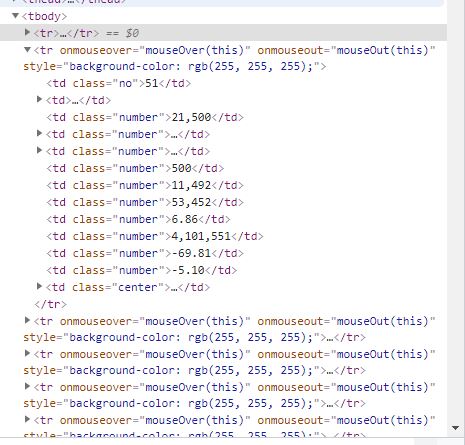 <thead>…</thead>
▼<tbody>
▶<tr>…</tr> == $0
▼<tr onmouseover="mouseOver(this)" onmouseout="mouseOut(this)"
style="background-color: rgb(255, 255, 255);">
<td class="no">51</td>
▶<td>…</td>
<td class="number">21,500</td>
▶<td class="number">…</td>
▶<td class="number">…</td>
<td class="number">500</td>
<td class="number">11,492</td>
<td class="number">53,452</td>
<td class="number">6.86</td>
<td class="number">4,101,551</td>
<td class="number">-69.81</td>
<td class="number">-5.10</td>
▶<td class="center">…</td>
</tr>
▶<tr onmouseover="mouseOver(this)" onmouseout="mouseOut(this)"
style="background-color: rgb(255, 255, 255);">…</tr>
▶<tr onmouseover="mouseOver(this)" onmouseout="mouseOut(this)"
style="background-color: rgb(255, 255, 255);">…</tr>
▶<tr onmouseover="mouseOver(this)" onmouseout="mouseOut(this)"
style="background-color: rgb(255, 255, 255);">…</tr>
▶<tr onmouseover="mouseOver(this)" onmouseout="mouseOut(this)"
style="background-color: rgb(255, 255, 255);">…</tr>